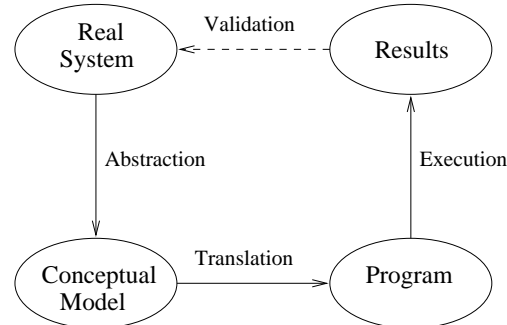 Validation
Real
System
Results
Abstraction
Execution
Translation
Conceptual
Model
Program